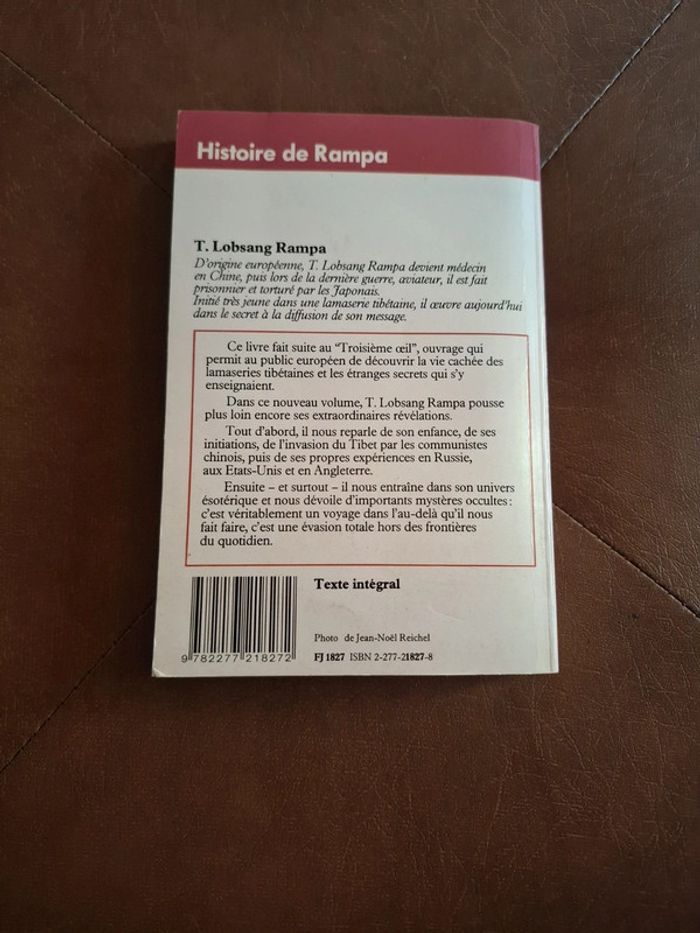 Histoire de Rampa
T. Lobsang Rampa
D'origine européenne, T. Lobsang Rampa devient médecin
en Chine, puis lors de la dernière guerre, aviateur, il est fait
prisonnier et torturé par les Japonais.
Initié très jeune dans une lamaserie tibétaine, il œuvre aujourd'hui
dans le secret à la diffusion de son message.
Ce livre fait suite au "Troisième œil", ouvrage qui
permit au public européen de découvrir la vie cachée des
lamaseries tibétaines et les étranges secrets qui s'y
enseignaient.
Dans ce nouveau volume, T. Lobsang Rampa pousse
plus loin encore ses extraordinaires révélations.
Tout d'abord, il nous reparle de son enfance, de ses
initiations, de l'invasion du Tibet par les communistes
chinois, puis de ses propres expériences en Russie,
aux Etats-Unis et en Angleterre.
Ensuite – et surtout – il nous entraîne dans son univers
ésotérique et nous dévoile d'importants mystères occultes :
c'est véritablement un voyage dans l'au-delà qu'il nous
fait faire, c'est une évasion totale hors des frontières
du quotidien.
Texte intégral
Photo de Jean-Noël Reichel
FJ 1827 ISBN 2-277-21827-8
9 782277 218272